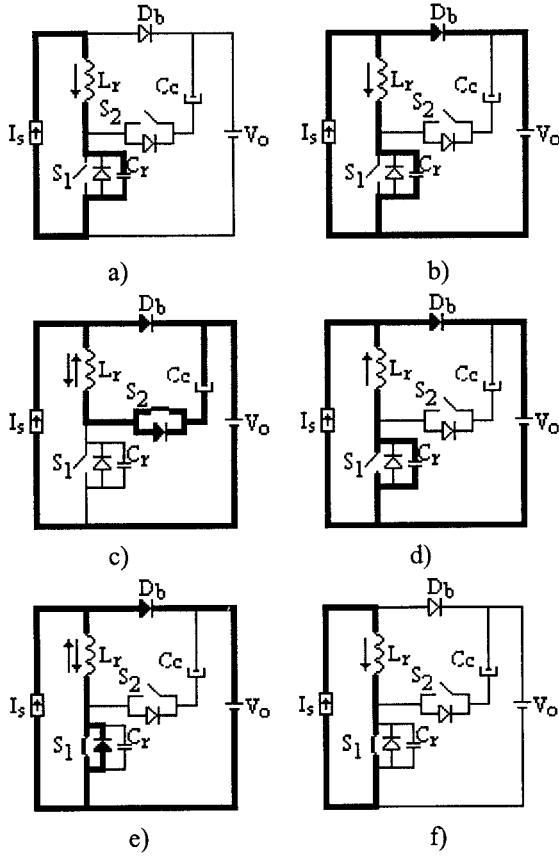 Db
Lr
Cc
S2
Is
Vo
S1
Cr
a)
Db
Lr
Cc
S2
Is
Vo
S1
Cr
b)
Db
Lr
Cc
S2
Is
Vo
S1
Cr
c)
Db
Lr
Cc
S2
Is
Vo
S1
Cr
d)
Db
Lr
Cc
S2
Is
Vo
S1
Cr
e)
Db
Lr
Cc
S2
Is
Vo
S1
Cr
f)